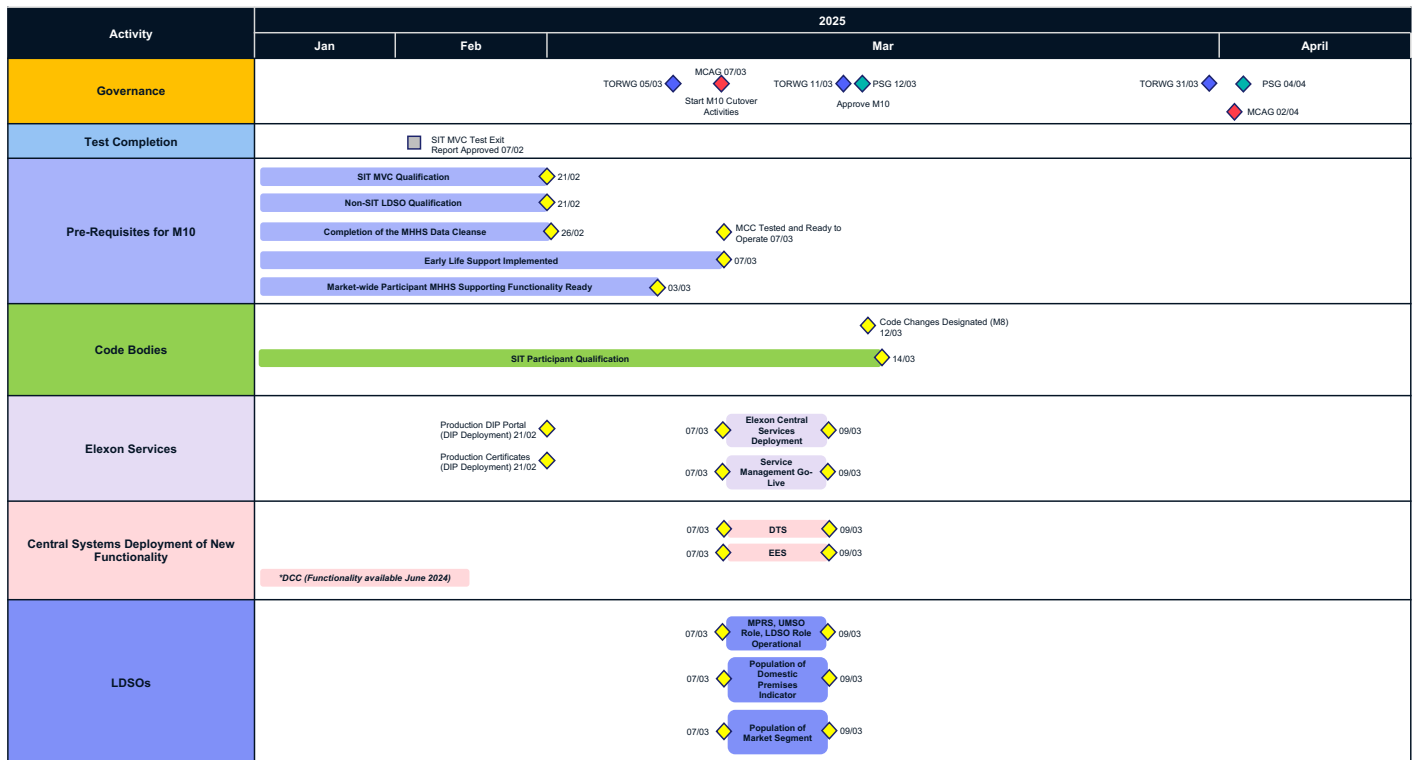 Activity
2025
Jan
Feb
Mar
April
Governance
TORWG 05/03
MCAG 07/03
Start M10 Cutover
Activities
TORWG 11/03
PSG 12/03
Approve M10
TORWG 31/03
PSG 04/04
MCAG 02/04
Test Completion
SIT MVC Test Exit
Report Approved 07/02
Pre-Requisites for M10
SIT MVC Qualification
21/02
Non-SIT LDSO Qualification
21/02
Completion of the MHHS Data Cleanse
26/02
MCC Tested and Ready to
Operate 07/03
Early Life Support Implemented
07/03
Market-wide Participant MHHS Supporting Functionality Ready
03/03
Code Bodies
Code Changes Designated (M8)
12/03
SIT Participant Qualification
14/03
Elexon Services
Production DIP Portal
(DIP Deployment) 21/02
Production Certificates
(DIP Deployment) 21/02
07/03
Elexon Central
Services
Deployment
09/03
07/03
Service
Management Go-
Live
09/03
Central Systems Deployment of New
Functionality
07/03
DTS
09/03
07/03
EES
09/03
*DCC (Functionality available June 2024)
LDSOs
07/03
MPRS, UMSO
Role, LDSO Role
Operational
09/03
07/03
Population of
Domestic
Premises
Indicator
09/03
07/03
Population of
Market Segment
09/03